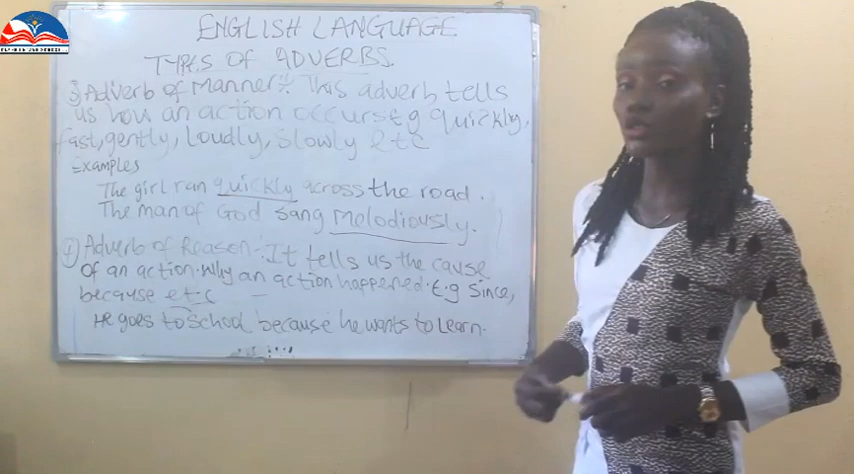 ENGLISH LANGUAGE
TYPES OF ADVERBS.
3) Adverb of Manner:- This adverb tells
us how an action occurs E.g quickly,
fast, gently, Loudly, slowly etc
Examples
The girl ran quickly across the road.
The man of God sang melodiously.
Adverb of Reason:- It tells us the cause
of an action. Why an action happened. E.g since,
because etc
He goes to school because he wants to learn.